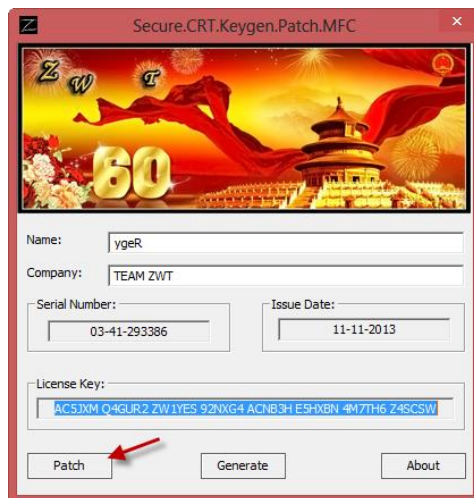 Secure.CRT.Keygen.Patch.MFC
Z W T
60
Name: ygeR
Company: TEAM ZWT
Serial Number: Issue Date:
03-41-293386 11-11-2013
License Key:
AC5JXM Q4GUR2 ZW1YES 92NXG4 ACNB3H E5HXBN 4M7TH6 Z4SCSW
Patch Generate About